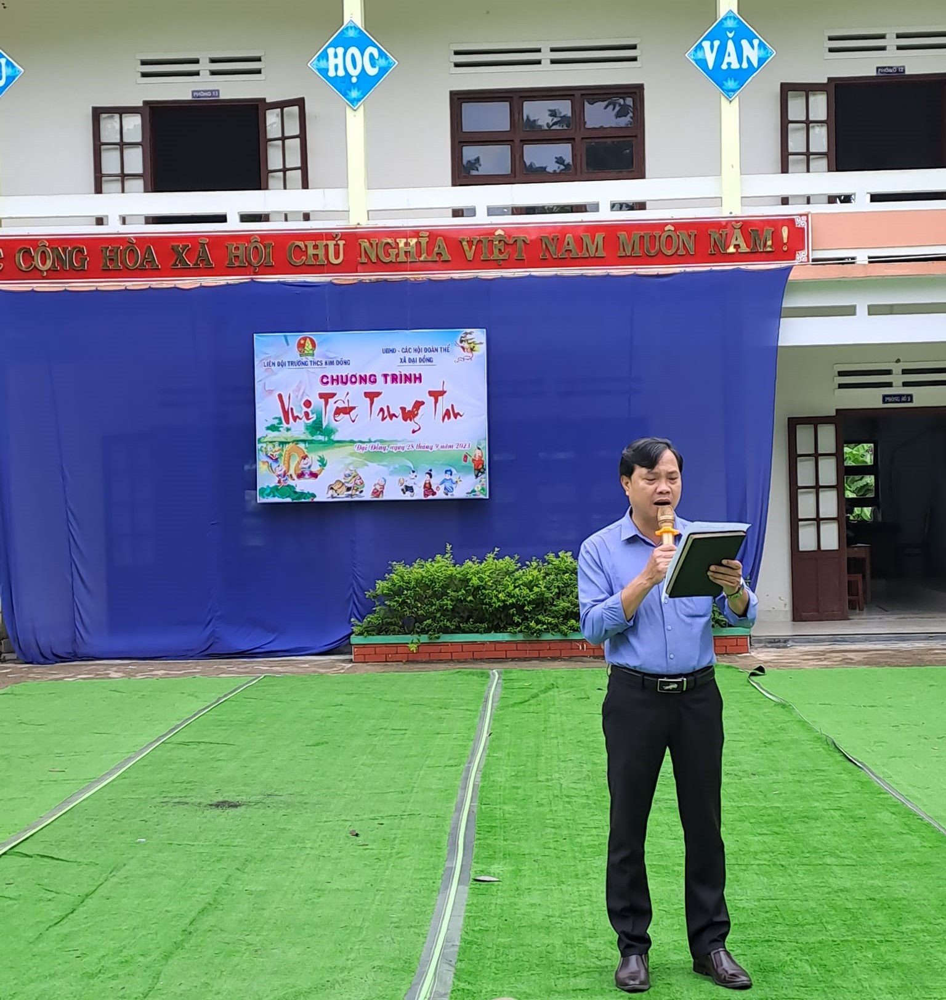 HỌC
VĂN
PHÒNG 13
PHÒNG 12
CỘNG HÒA XÃ HỘI CHỦ NGHĨA VIỆT NAM MUÔN NĂM !
LIÊN ĐỘI TRƯỜNG THCS KIM ĐỒNG
UBND - CÁC HỘI ĐOÀN THỂ
XÃ ĐẠI ĐỒNG
CHƯƠNG TRÌNH
Vui Tết Trung Thu
Đại Đồng, ngày 28 tháng 9 năm 2023
PHÒNG SỐ 2